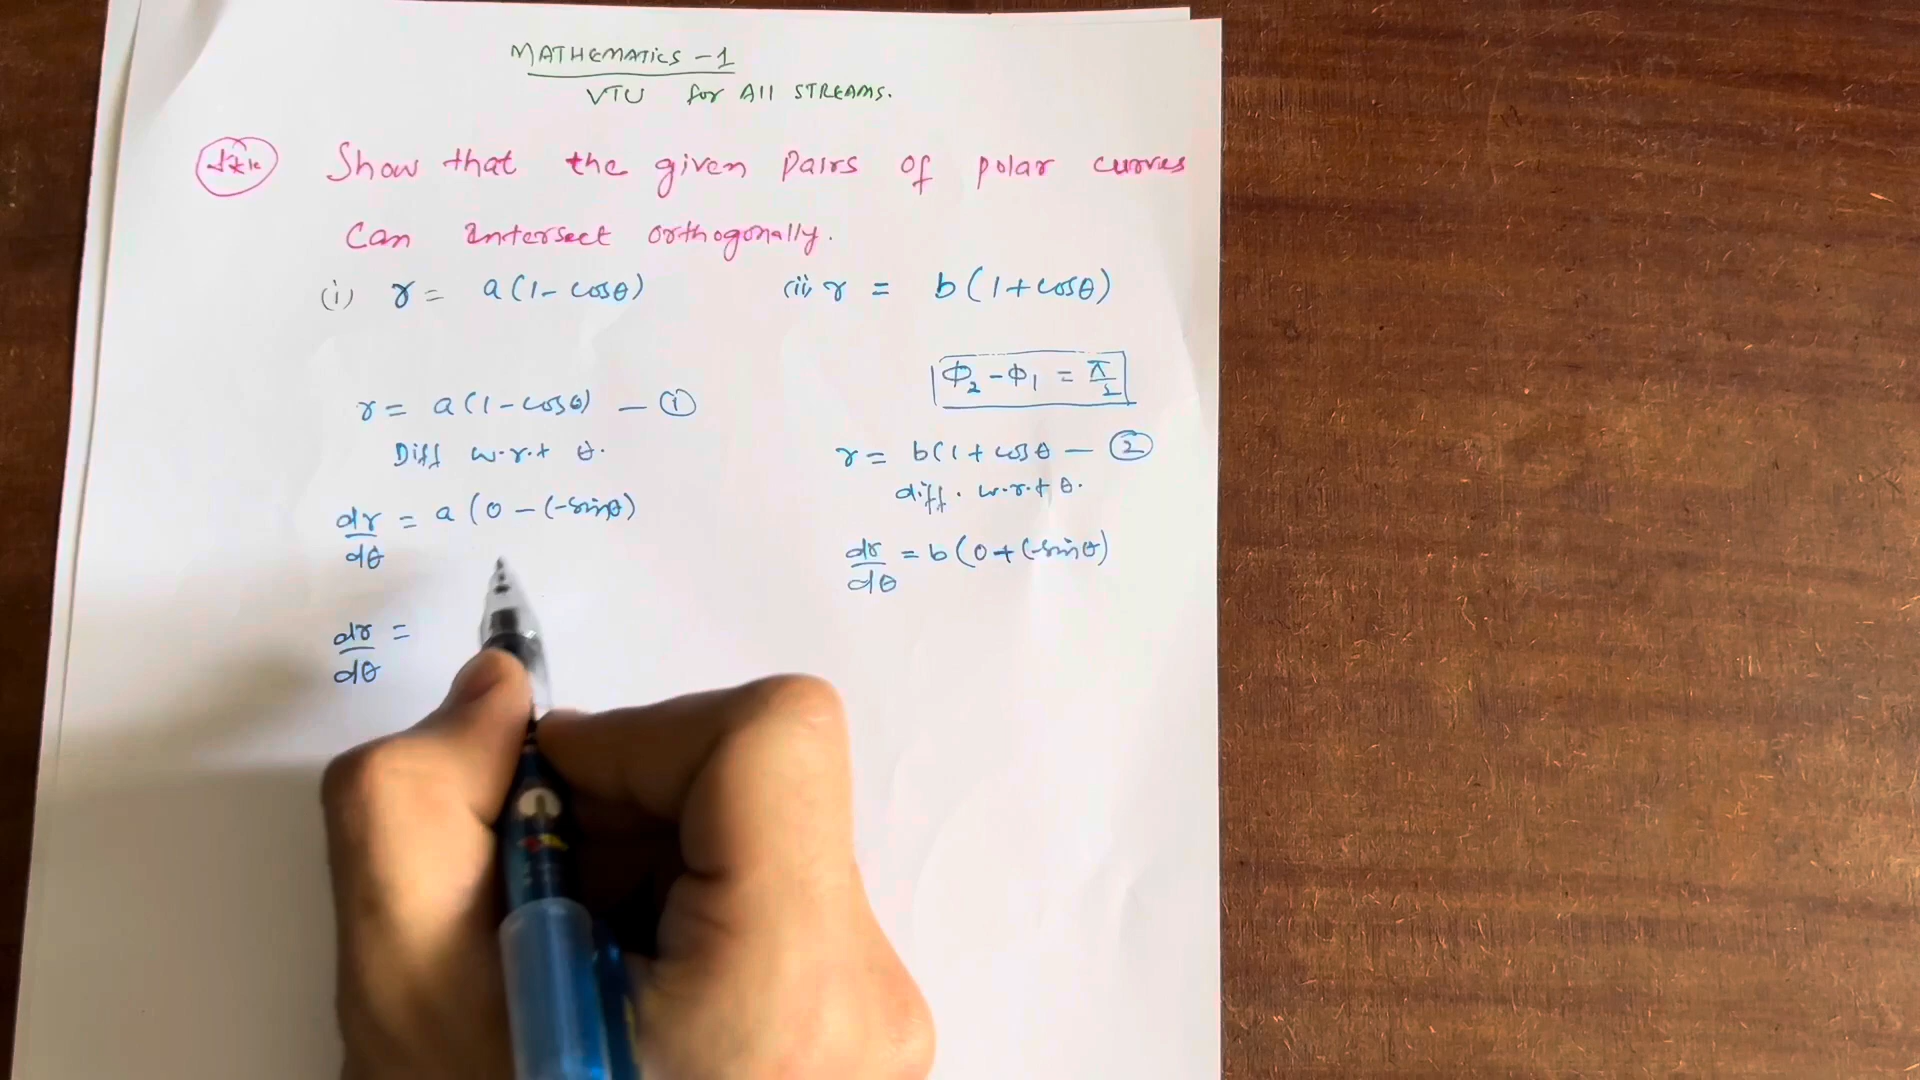 MATHEMATICS - 1
VTU for All STREAMS.
Show that the given Pairs of polar curves
Can intersect orthogonally.
(i) r = a(1 - cosθ)
(ii) r = b(1 + cosθ)
r = a(1 - cosθ) — ①
Diff w.r.t θ.
dr/dθ = a(0 - (-sinθ)
dr/dθ =
Φ₂ - Φ₁ = π/2
r = b(1 + cosθ — ②
diff. w.r.t θ.
dr/dθ = b(0 + (-sinθ)